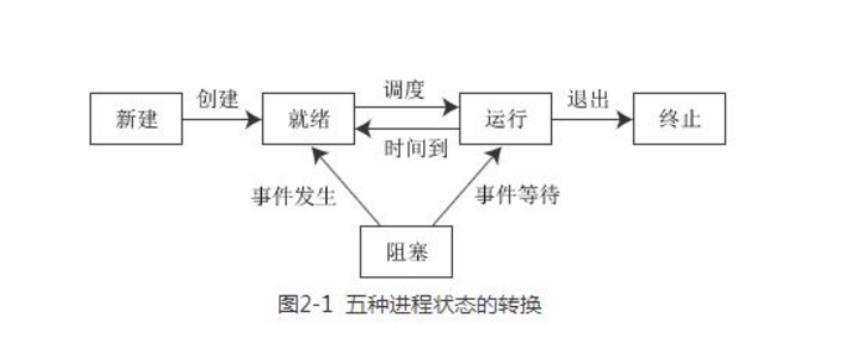 创建
调度
退出
新建
就绪
运行
终止
时间到
事件发生
事件等待
阻塞
图2-1 五种进程状态的转换